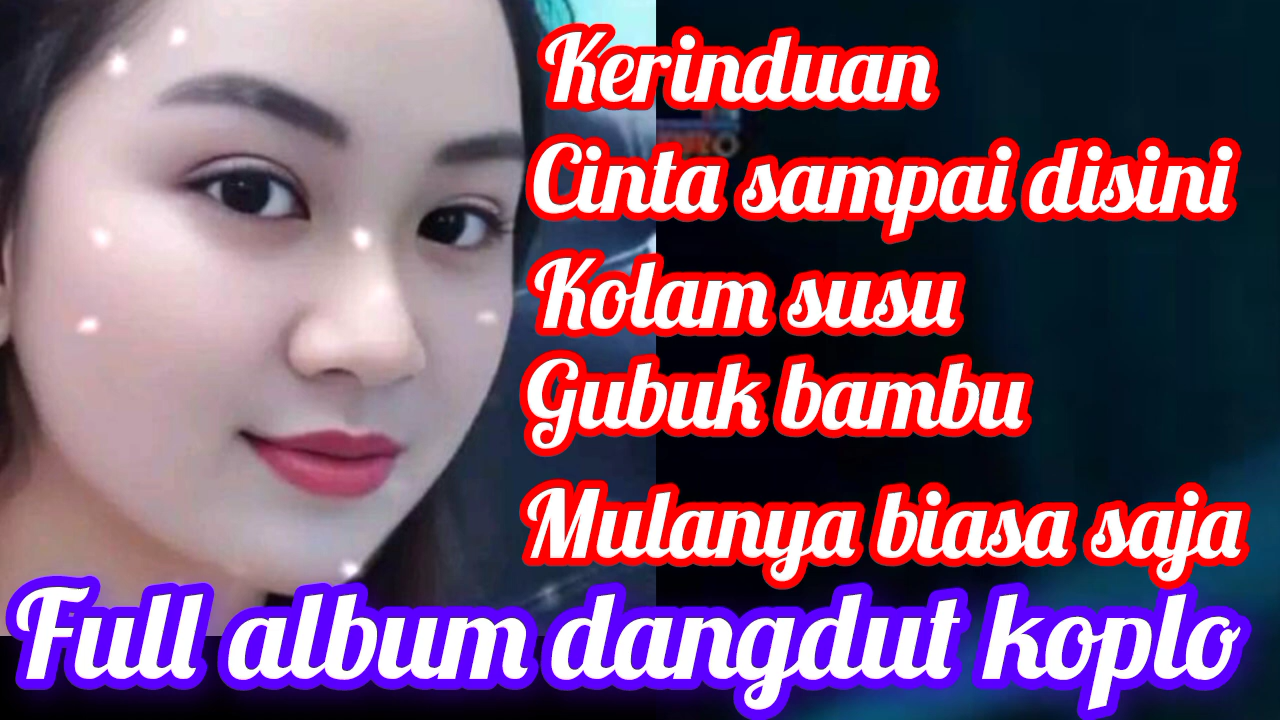 Kerinduan
Cinta sampai disini
Kolam susu
Gubuk bambu
Mulanya biasa saja
Full album dangdut koplo